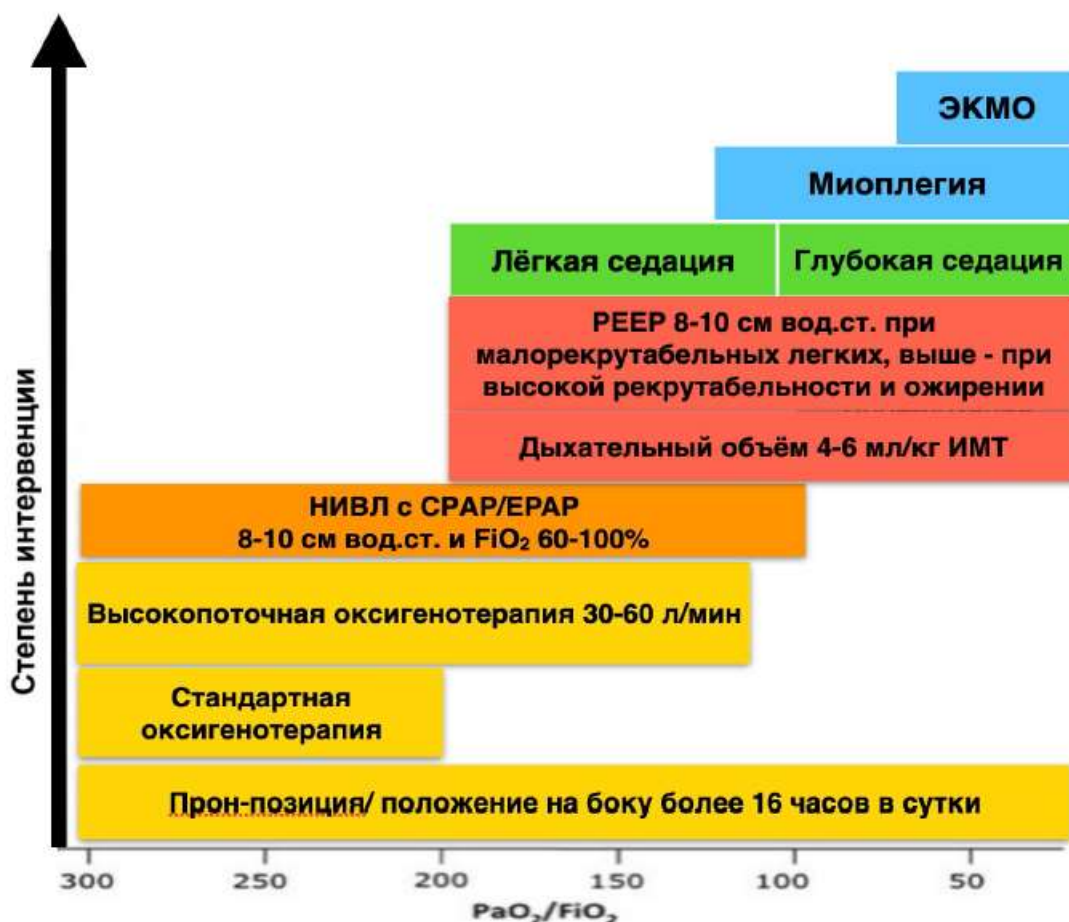 ЭКМО
Миоплегия
Лёгкая седация
Глубокая седация
PEEP 8-10 см вод.ст. при
малорекрутабельных легких, выше - при
высокой рекрутабельности и ожирении
Дыхательный объём 4-6 мл/кг ИМТ
НИВЛ с CPAP/EPAP
8-10 см вод.ст. и FiO₂ 60-100%
Высокопоточная оксигенотерапия 30-60 л/мин
Стандартная
оксигенотерапия
Прон-позиция/ положение на боку более 16 часов в сутки
Степень интервенции
300 250 200 150 100 50
PaO₂/FiO₂